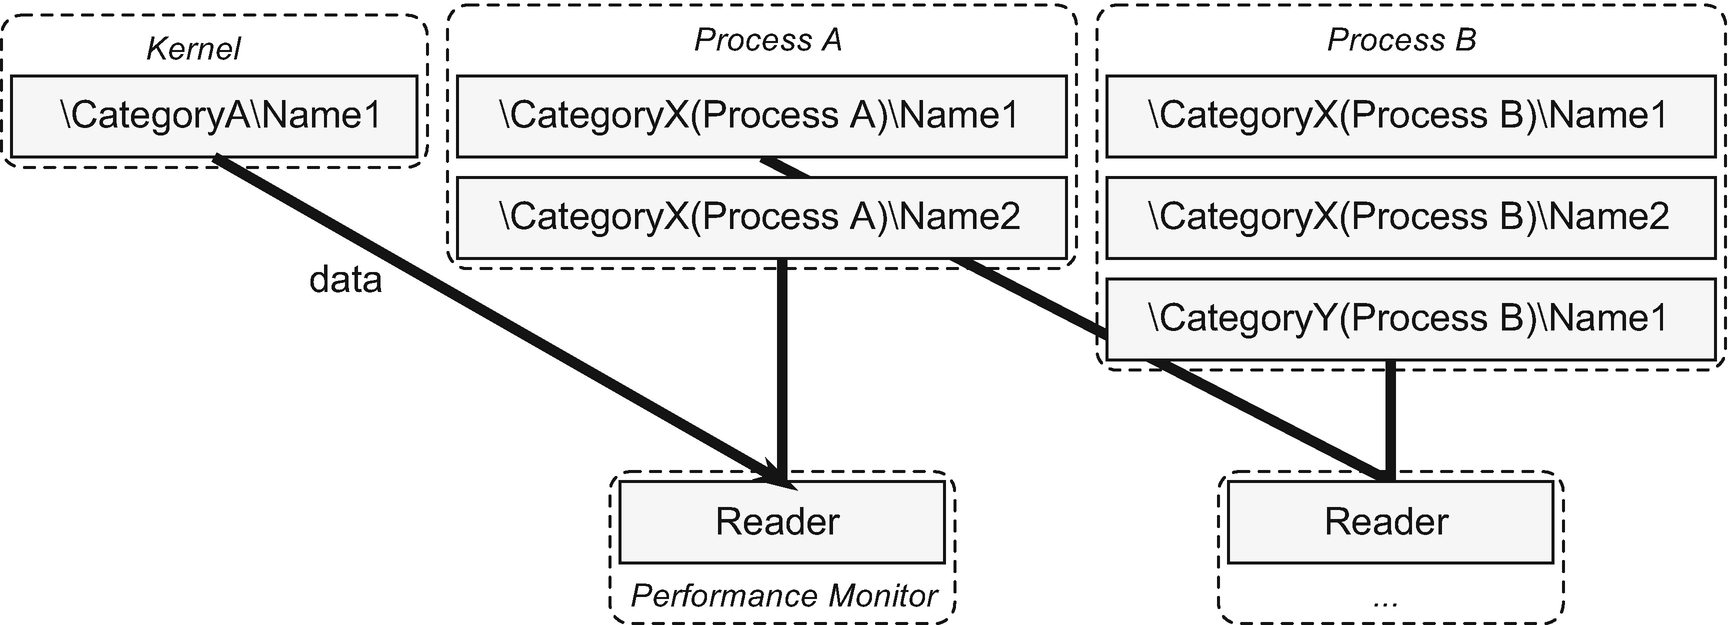 Kernel
\CategoryA\Name1
Process A
\CategoryX(Process A)\Name1
\CategoryX(Process A)\Name2
Process B
\CategoryX(Process B)\Name1
\CategoryX(Process B)\Name2
\CategoryY(Process B)\Name1
data
Reader
Performance Monitor
Reader
...